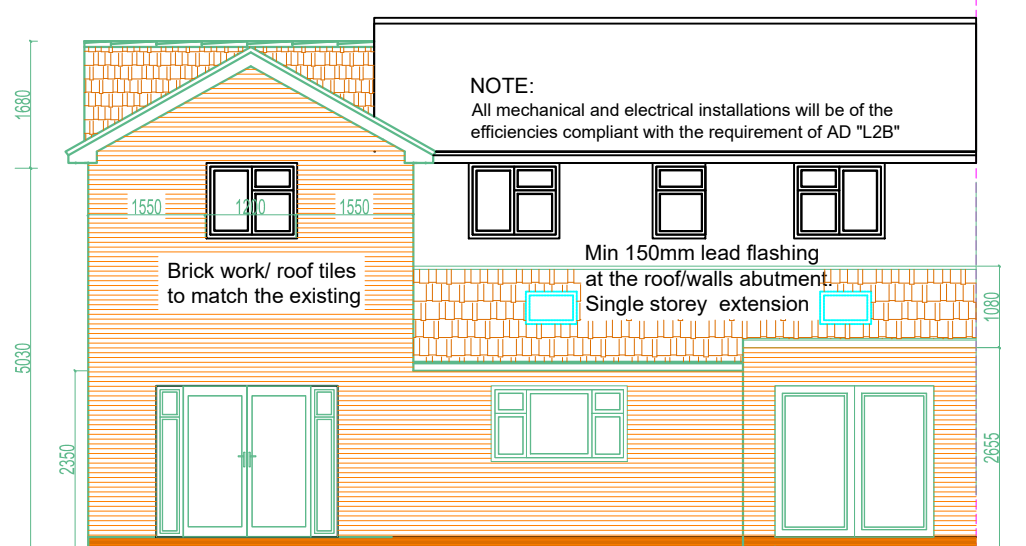 NOTE:
All mechanical and electrical installations will be of the
efficiencies compliant with the requirement of AD "L2B"
1680
1550
1200
1550
Min 150mm lead flashing
at the roof/walls abutment.
Single storey extension
Brick work/ roof tiles
to match the existing
1080
5030
2350
2655